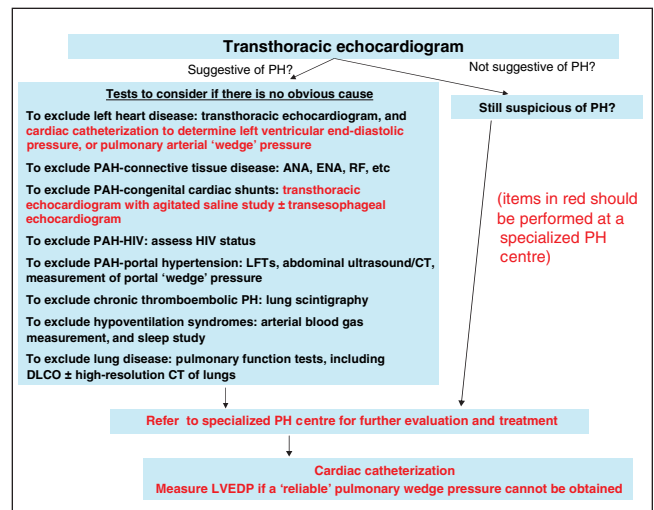 Transthoracic echocardiogram
Suggestive of PH?
Not suggestive of PH?
Tests to consider if there is no obvious cause
To exclude left heart disease: transthoracic echocardiogram, and
cardiac catheterization to determine left ventricular end-diastolic
pressure, or pulmonary arterial ‘wedge’ pressure
To exclude PAH-connective tissue disease: ANA, ENA, RF, etc
To exclude PAH-congenital cardiac shunts: transthoracic
echocardiogram with agitated saline study ± transesophageal
echocardiogram
To exclude PAH-HIV: assess HIV status
To exclude PAH-portal hypertension: LFTs, abdominal ultrasound/CT,
measurement of portal ‘wedge’ pressure
To exclude chronic thromboembolic PH: lung scintigraphy
To exclude hypoventilation syndromes: arterial blood gas
measurement, and sleep study
To exclude lung disease: pulmonary function tests, including
DLCO ± high-resolution CT of lungs
Still suspicious of PH?
(items in red should
be performed at a
specialized PH
centre)
Refer to specialized PH centre for further evaluation and treatment
Cardiac catheterization
Measure LVEDP if a ‘reliable’ pulmonary wedge pressure cannot be obtained